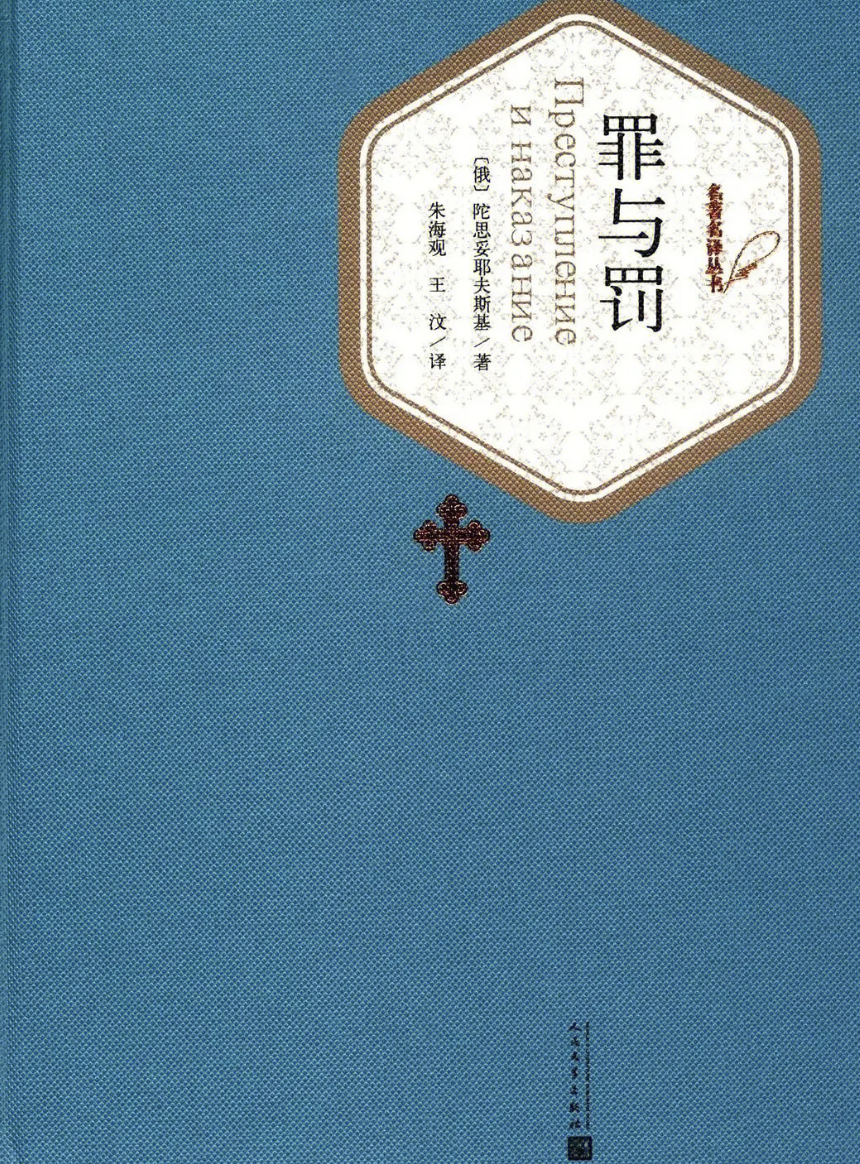 名著名译丛书
罪与罚
Преступление
и наказание
〔俄〕陀思妥耶夫斯基/著
朱海观 王 汶/译
人民文学出版社